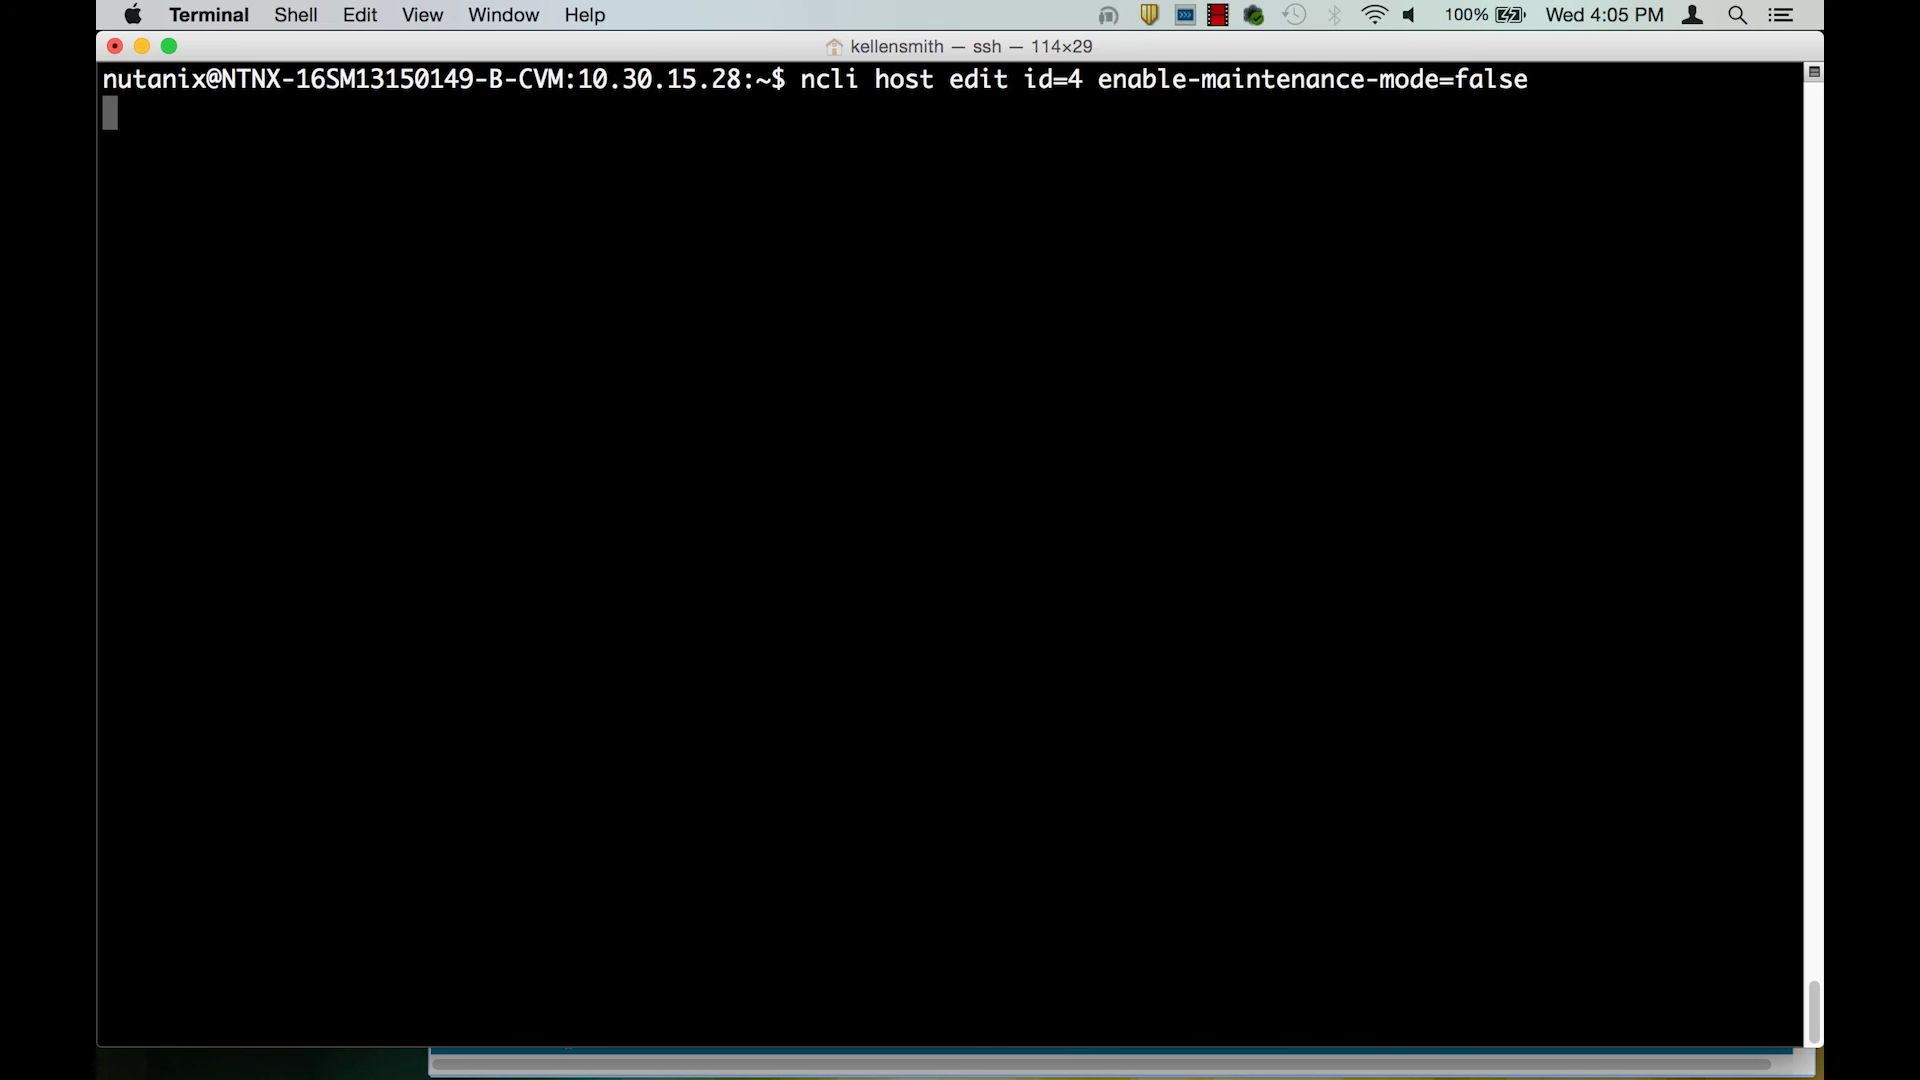 Terminal Shell Edit View Window Help 100% Wed 4:05 PM
kellensmith — ssh — 114×29
nutanix@NTNX-16SM13150149-B-CVM:10.30.15.28:~$ ncli host edit id=4 enable-maintenance-mode=false